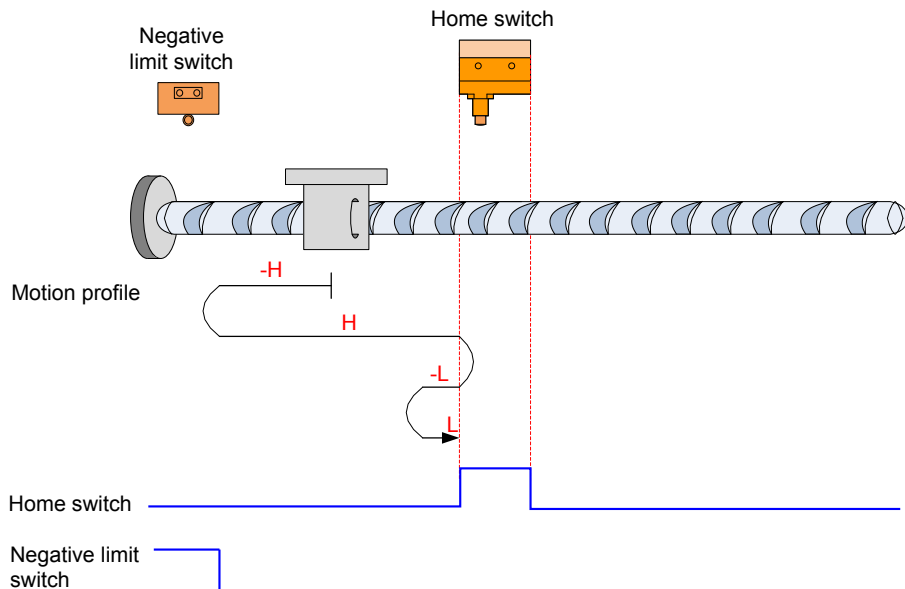 Home switch
Negative
limit switch
-H
Motion profile
H
-L
L
Home switch
Negative limit
switch